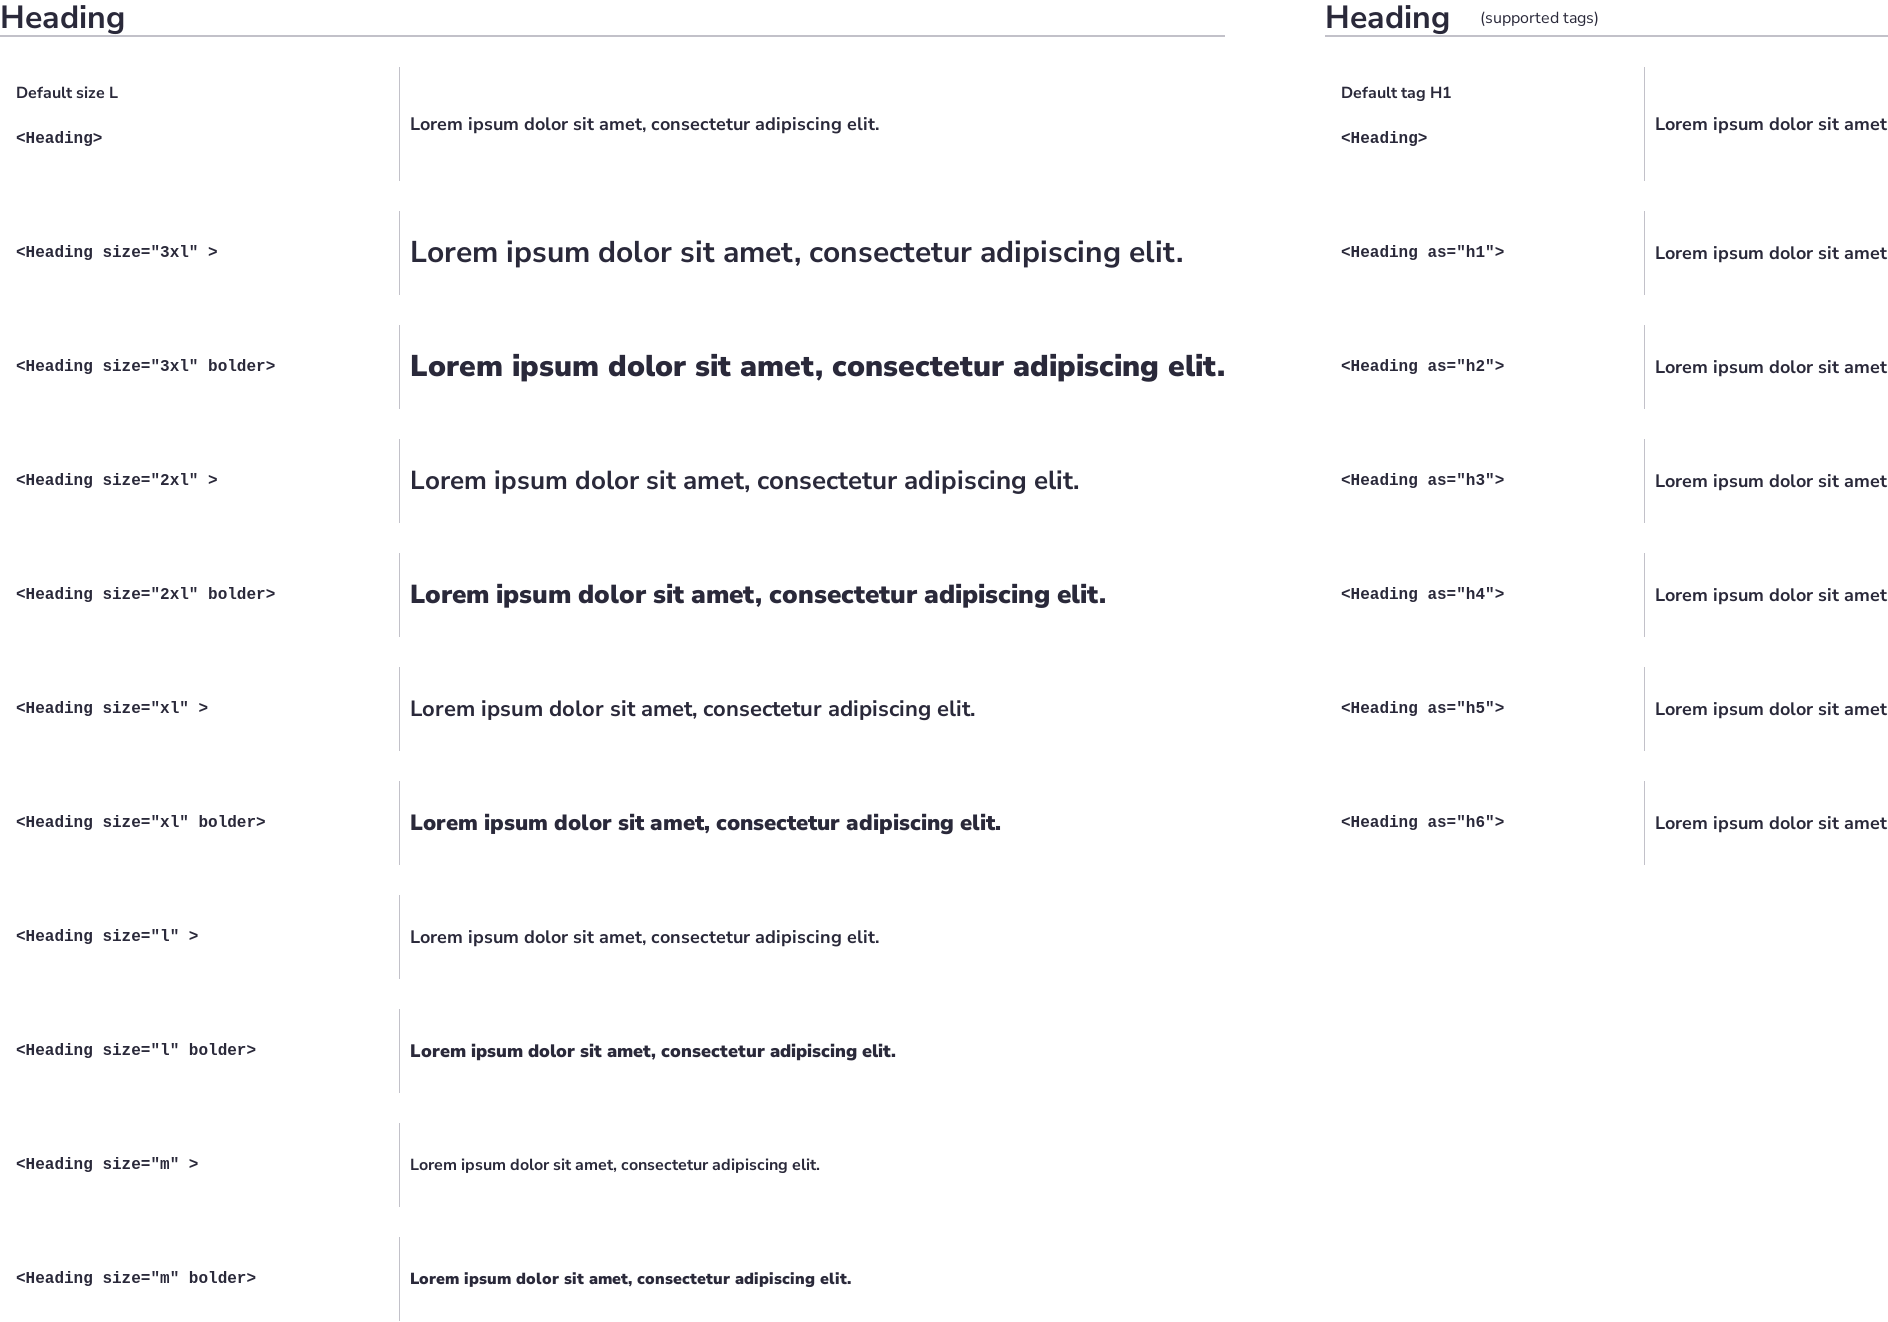 Heading
Default size L
<Heading>
Lorem ipsum dolor sit amet, consectetur adipiscing elit.
<Heading size="3xl" >
Lorem ipsum dolor sit amet, consectetur adipiscing elit.
<Heading size="3xl" bolder>
Lorem ipsum dolor sit amet, consectetur adipiscing elit.
<Heading size="2xl" >
Lorem ipsum dolor sit amet, consectetur adipiscing elit.
<Heading size="2xl" bolder>
Lorem ipsum dolor sit amet, consectetur adipiscing elit.
<Heading size="xl" >
Lorem ipsum dolor sit amet, consectetur adipiscing elit.
<Heading size="xl" bolder>
Lorem ipsum dolor sit amet, consectetur adipiscing elit.
<Heading size="l" >
Lorem ipsum dolor sit amet, consectetur adipiscing elit.
<Heading size="l" bolder>
Lorem ipsum dolor sit amet, consectetur adipiscing elit.
<Heading size="m" >
Lorem ipsum dolor sit amet, consectetur adipiscing elit.
<Heading size="m" bolder>
Lorem ipsum dolor sit amet, consectetur adipiscing elit.
Heading (supported tags)
Default tag H1
<Heading>
Lorem ipsum dolor sit amet
<Heading as="h1">
Lorem ipsum dolor sit amet
<Heading as="h2">
Lorem ipsum dolor sit amet
<Heading as="h3">
Lorem ipsum dolor sit amet
<Heading as="h4">
Lorem ipsum dolor sit amet
<Heading as="h5">
Lorem ipsum dolor sit amet
<Heading as="h6">
Lorem ipsum dolor sit amet